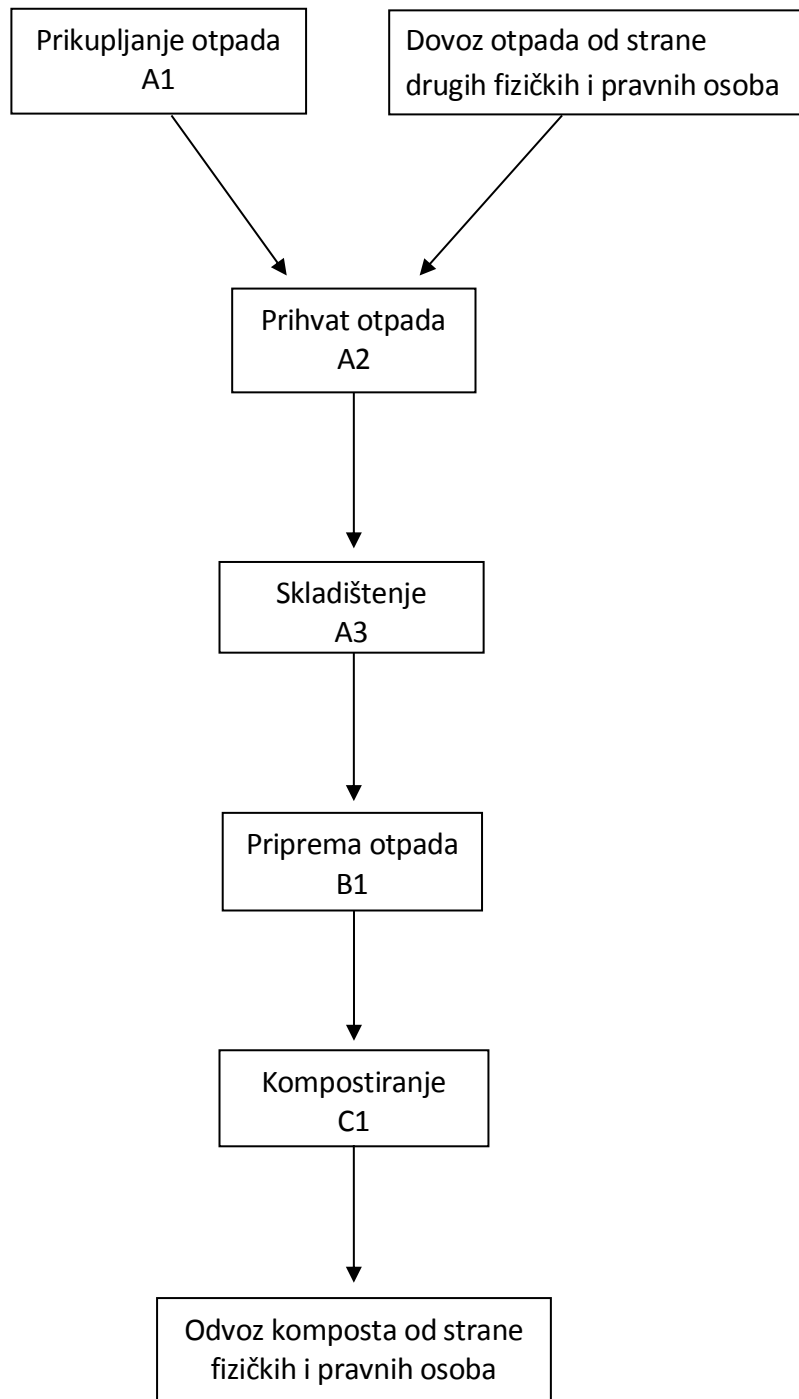 Prikupljanje otpada
A1
Dovoz otpada od strane
drugih fizičkih i pravnih osoba
Prihvat otpada
A2
Skladištenje
A3
Priprema otpada
B1
Kompostiranje
C1
Odvoz komposta od strane
fizičkih i pravnih osoba